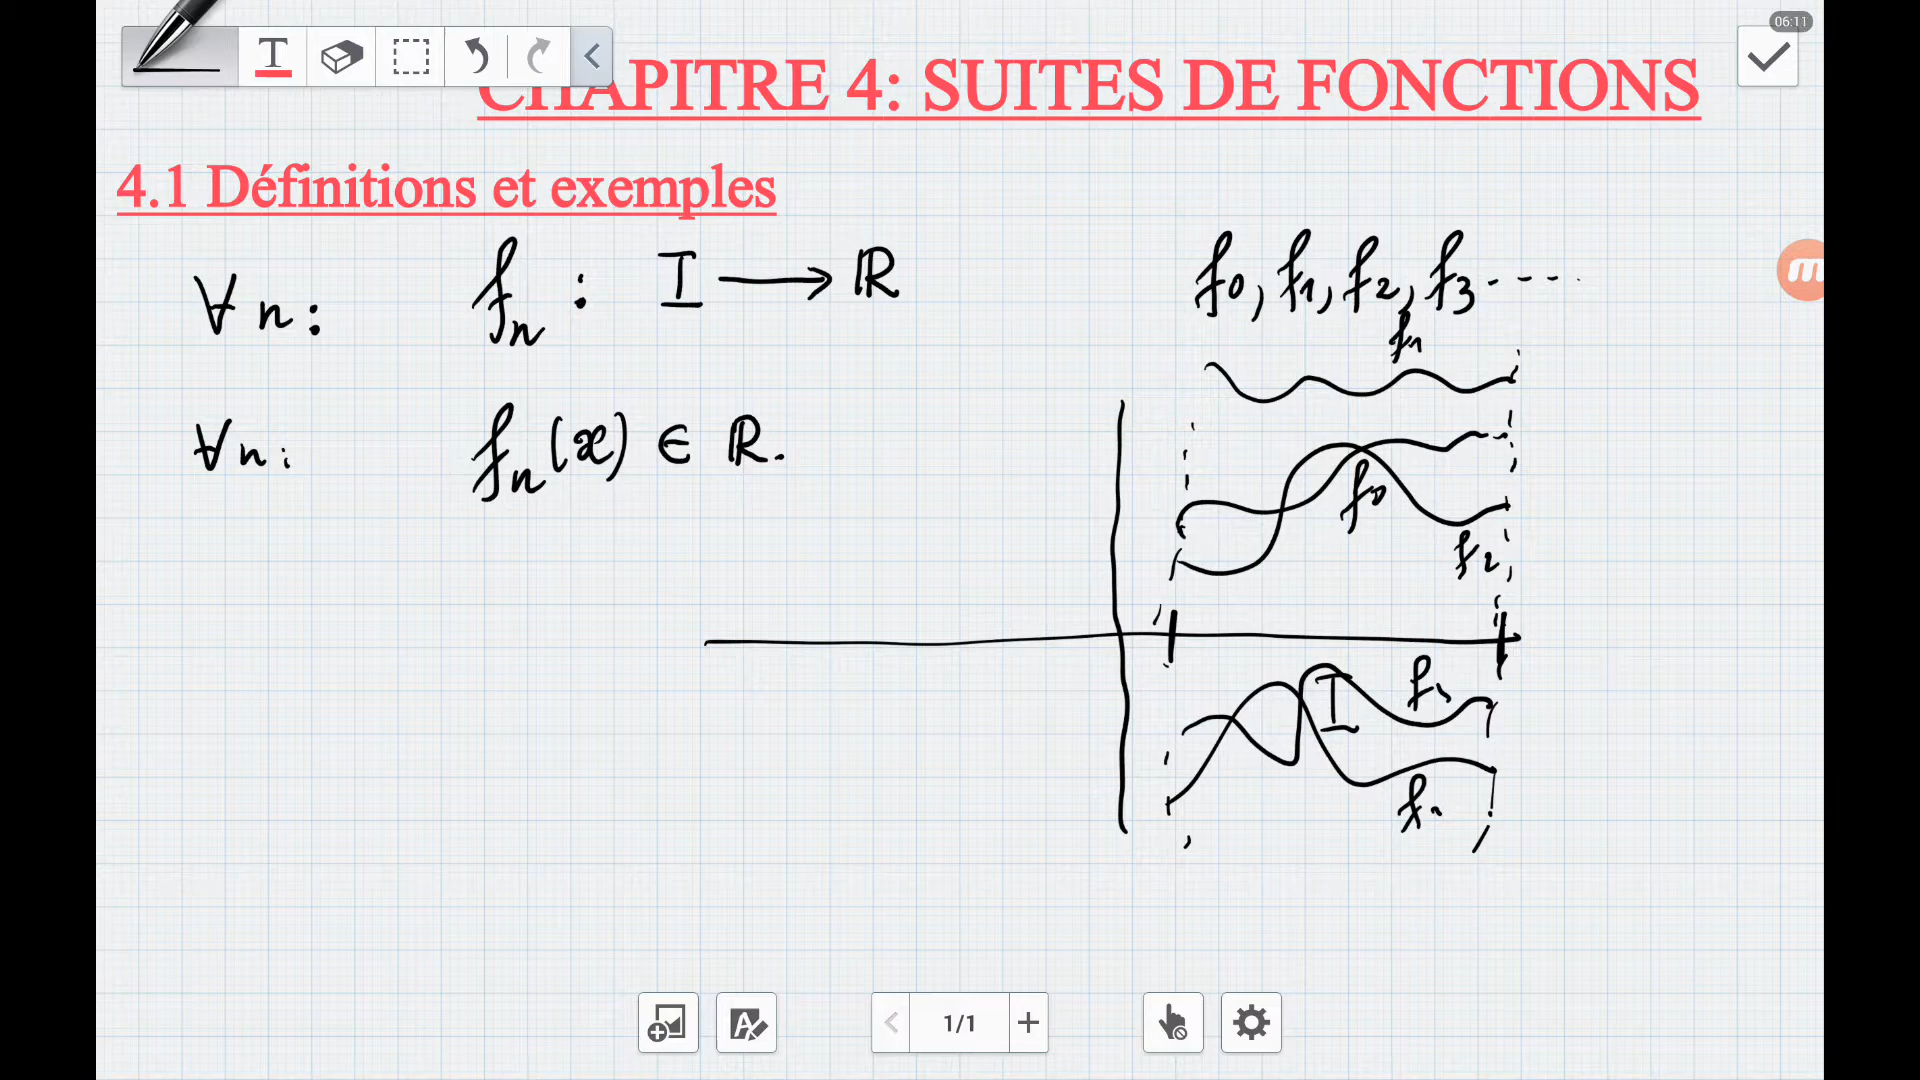 06:11
T
CHAPITRE 4: SUITES DE FONCTIONS
4.1 Définitions et exemples
∀n: fₙ : I ⟶ ℝ
f₀, f₁, f₂, f₃ ----
f₁
∀n: fₙ(x) ∈ ℝ.
f₀
f₂
I
f₃
1/1